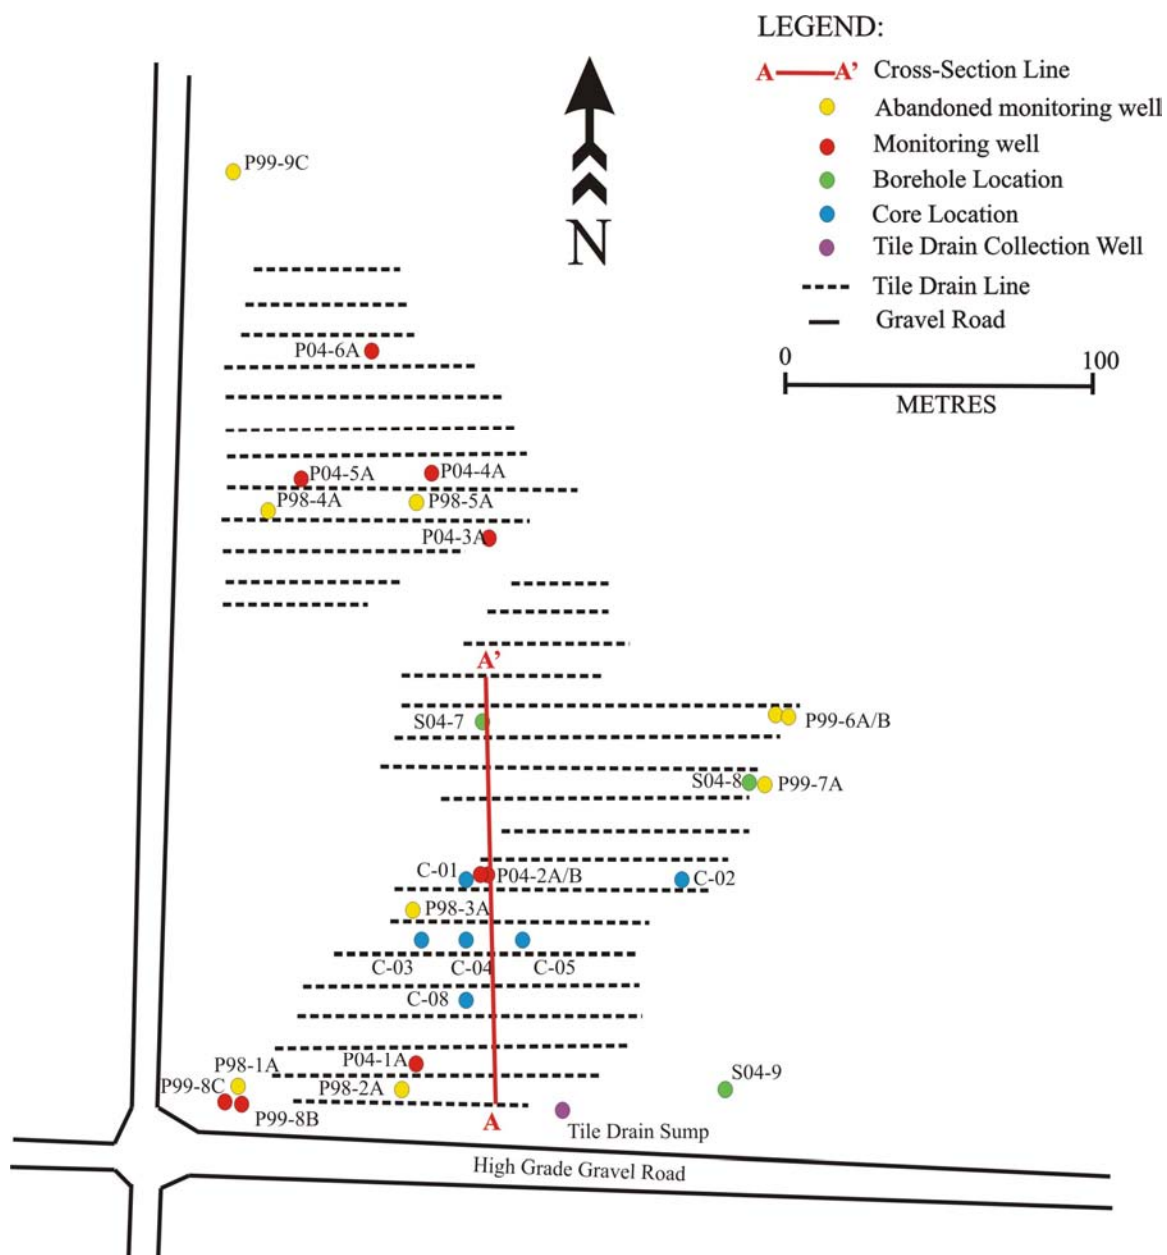 LEGEND:
A A’ Cross-Section Line
Abandoned monitoring well
Monitoring well
Borehole Location
Core Location
Tile Drain Collection Well
Tile Drain Line
Gravel Road
0 100
METRES
N
P99-9C
P04-6A
P04-5A
P04-4A
P98-4A
P98-5A
P04-3A
A’
S04-7
P99-6A/B
S04-8
P99-7A
C-01
P04-2A/B
C-02
P98-3A
C-03
C-04
C-05
C-08
P04-1A
P98-1A
P99-8C
P98-2A
S04-9
P99-8B
A
Tile Drain Sump
High Grade Gravel Road